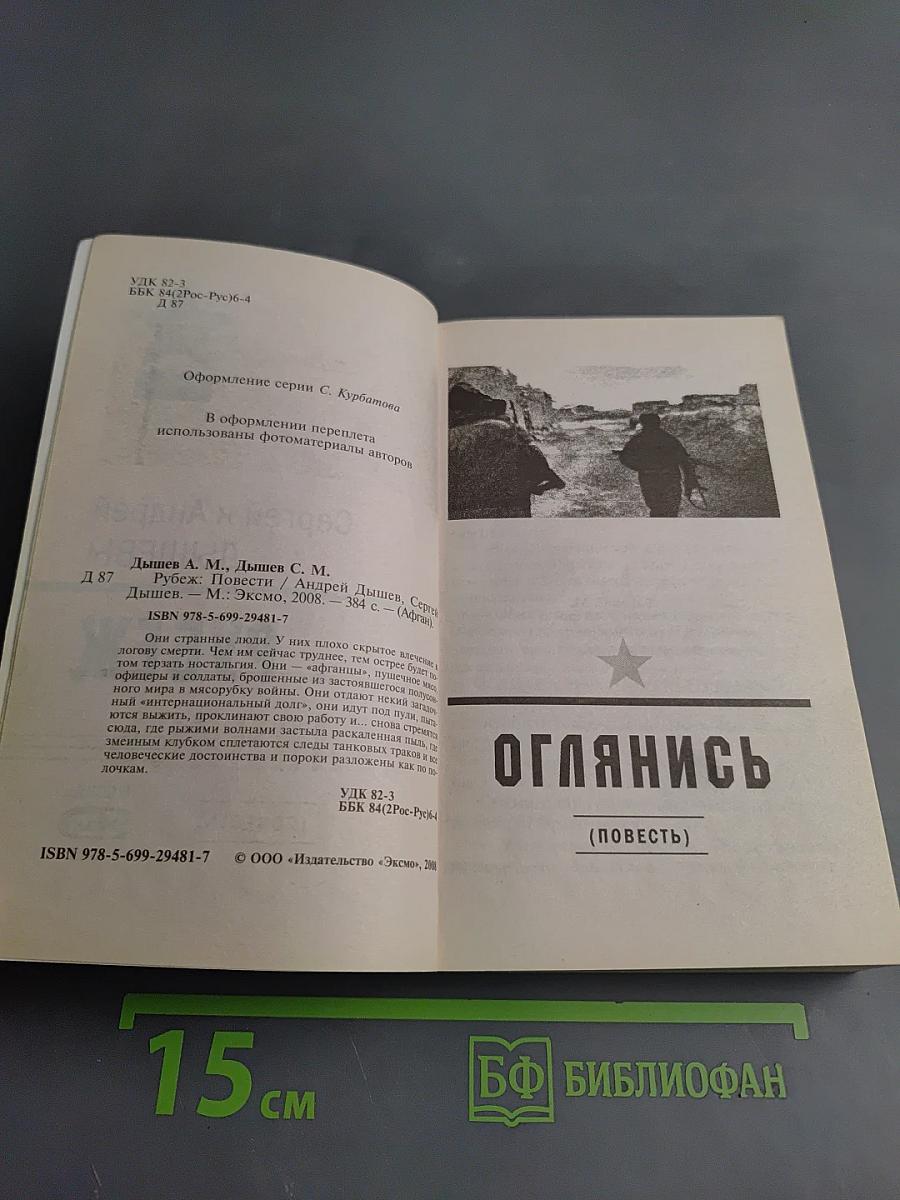 УДК 82-3
ББК 84(2Рос-Рус)6-4
Д 87
Оформление серии С. Курбатова
В оформлении переплета
использованы фотоматериалы авторов
Дышев А. М., Дышев С. М.
Д 87 Рубеж: Повести / Андрей Дышев, Сергей
Дышев. — М.: Эксмо, 2008. — 384 с. — (Афган).
ISBN 978-5-699-29481-7
Они странные люди. У них плохо скрытое влечение к
логову смерти. Чем им сейчас труднее, тем острее будет по-
том терзать ностальгия. Они — «афганцы», пушечное мясо,
офицеры и солдаты, брошенные из застоявшегося полусон-
ного мира в мясорубку войны. Они отдают некий загадоч-
ный «интернациональный долг», они идут под пули, пыта-
ются выжить, проклинают свою работу и... снова стремятся
сюда, где рыжими волнами застыла раскаленная пыль, где
змеиным клубком сплетаются следы танковых траков и все
человеческие достоинства и пороки разложены как по по-
лочкам.
УДК 82-3
ББК 84(2Рос-Рус)6-4
ISBN 978-5-699-29481-7 © ООО «Издательство «Эксмо», 2008
ОГЛЯНИСЬ
(ПОВЕСТЬ)
15 см
БФ БИБЛИОФАН